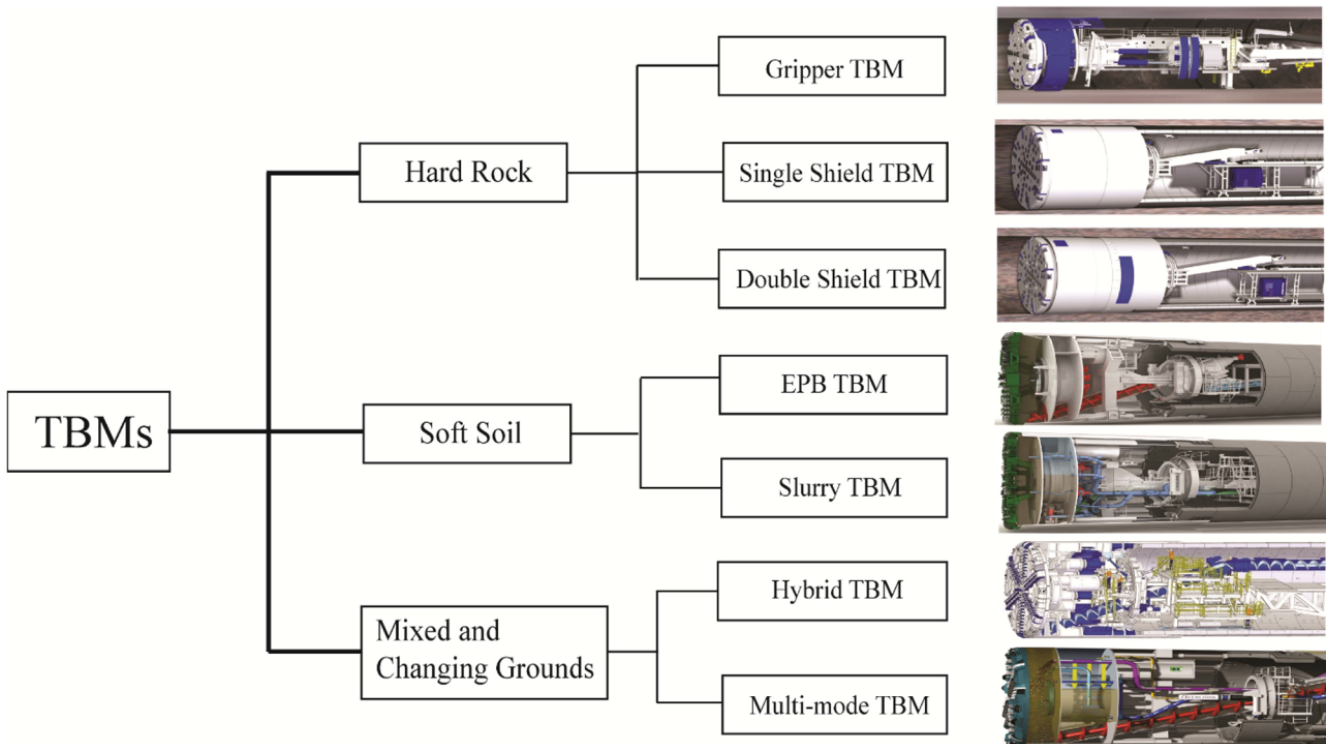 TBMs
Hard Rock
Gripper TBM
Single Shield TBM
Double Shield TBM
Soft Soil
EPB TBM
Slurry TBM
Mixed and
Changing Grounds
Hybrid TBM
Multi-mode TBM